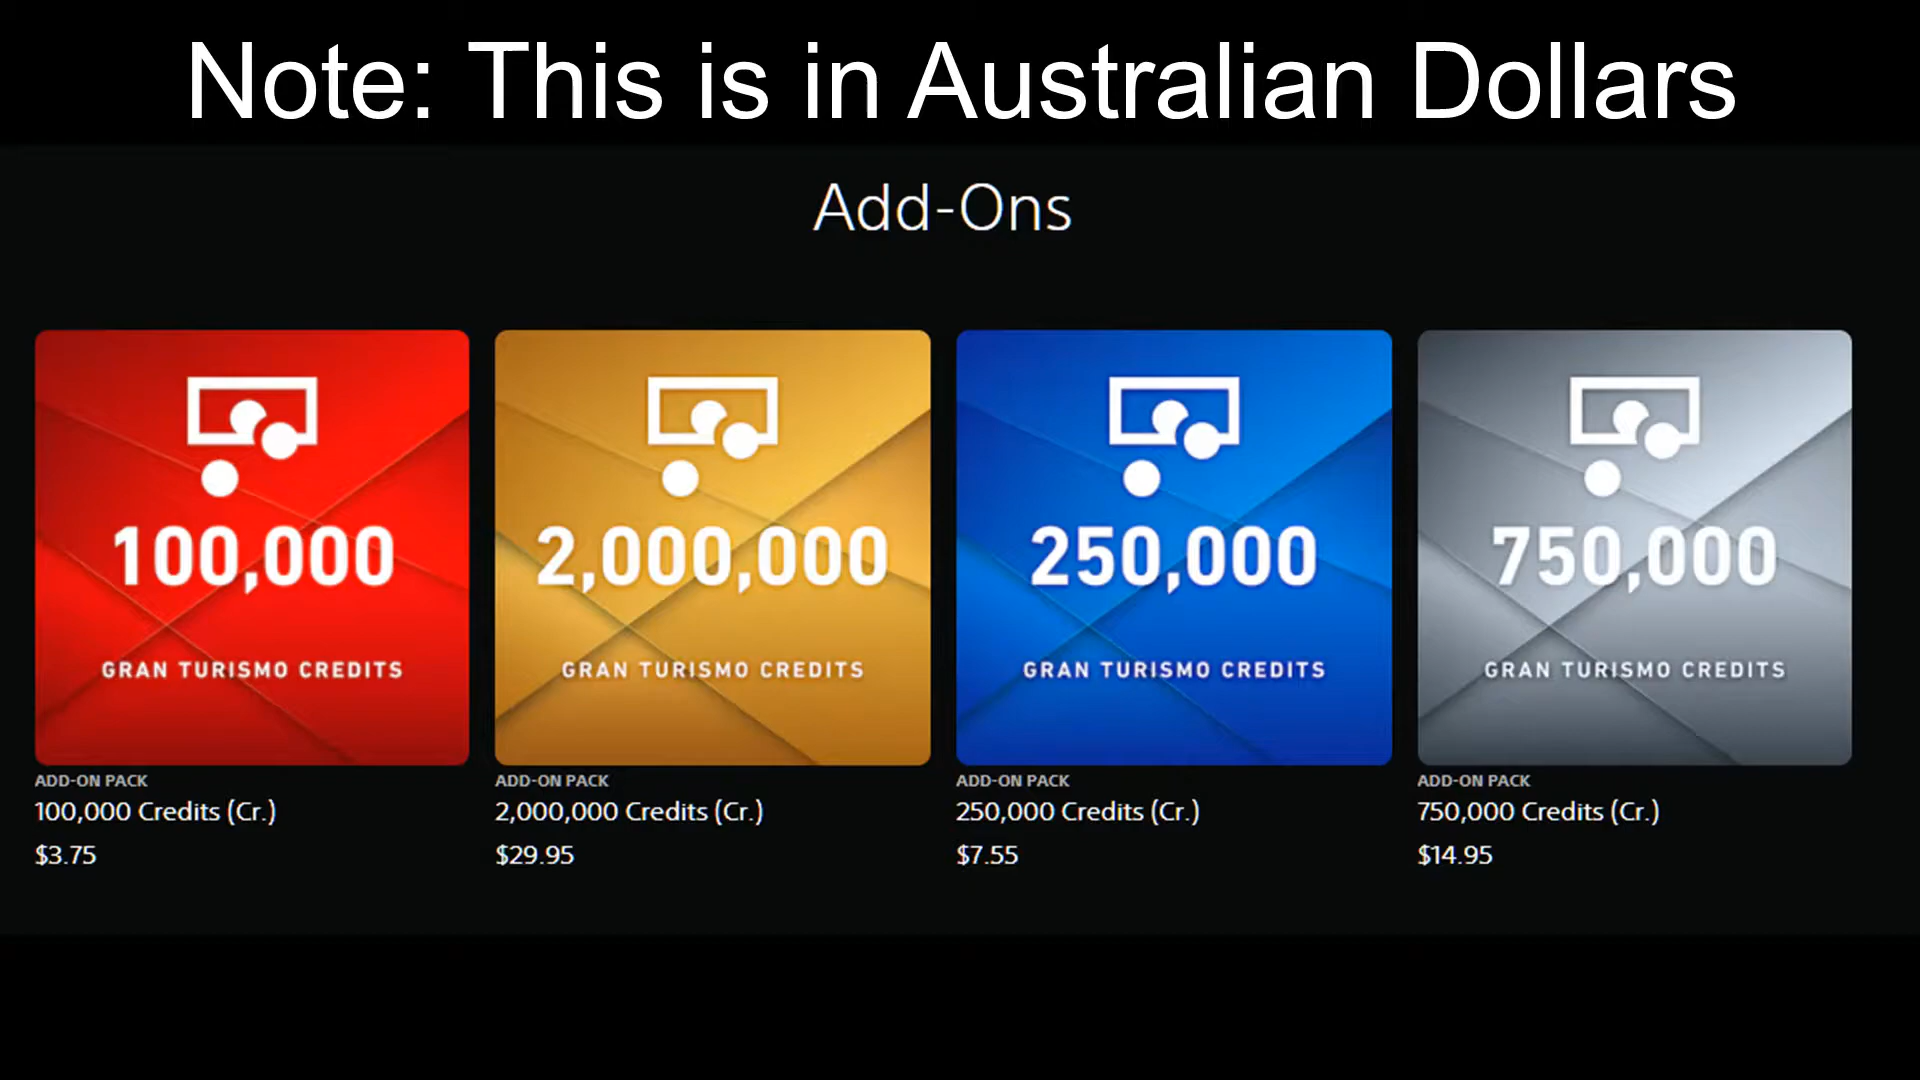 Note: This is in Australian Dollars
Add-Ons
100,000
GRAN TURISMO CREDITS
ADD-ON PACK
100,000 Credits (Cr.)
$3.75
2,000,000
GRAN TURISMO CREDITS
ADD-ON PACK
2,000,000 Credits (Cr.)
$29.95
250,000
GRAN TURISMO CREDITS
ADD-ON PACK
250,000 Credits (Cr.)
$7.55
750,000
GRAN TURISMO CREDITS
ADD-ON PACK
750,000 Credits (Cr.)
$14.95